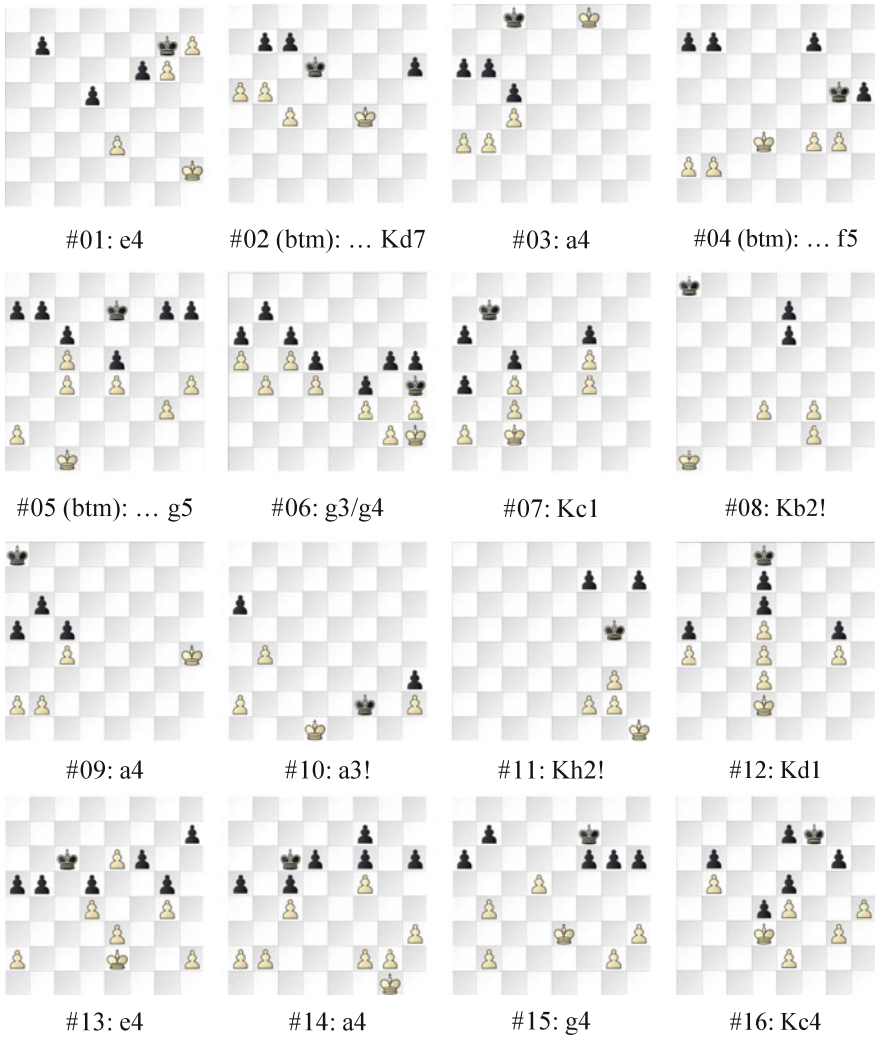 #01: e4
#02 (btm): … Kd7
#03: a4
#04 (btm): … f5
#05 (btm): … g5
#06: g3/g4
#07: Kc1
#08: Kb2!
#09: a4
#10: a3!
#11: Kh2!
#12: Kd1
#13: e4
#14: a4
#15: g4
#16: Kc4